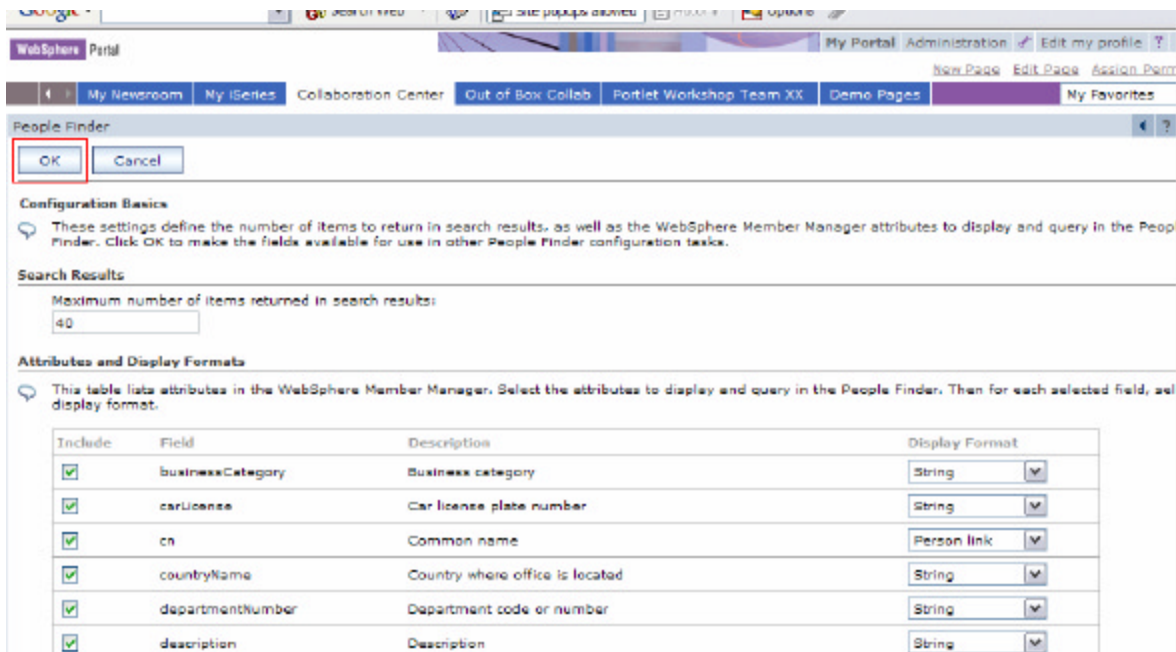 Google
Search Web
Site popups allowed
Options
WebSphere Portal
My Portal Administration Edit my profile ?
New Page Edit Page Assign Perm
My Newsroom My iSeries Collaboration Center Out of Box Collab Portlet Workshop Team XX Demo Pages My Favorites
People Finder ?
OK Cancel
Configuration Basics
These settings define the number of items to return in search results, as well as the WebSphere Member Manager attributes to display and query in the Peopl
Finder. Click OK to make the fields available for use in other People Finder configuration tasks.
Search Results
Maximum number of items returned in search results:
40
Attributes and Display Formats
This table lists attributes in the WebSphere Member Manager. Select the attributes to display and query in the People Finder. Then for each selected field, sel
display format.
Include Field Description Display Format
businessCategory Business category String
carLicense Car license plate number String
cn Common name Person link
countryName Country where office is located String
departmentNumber Department code or number String
description Description String